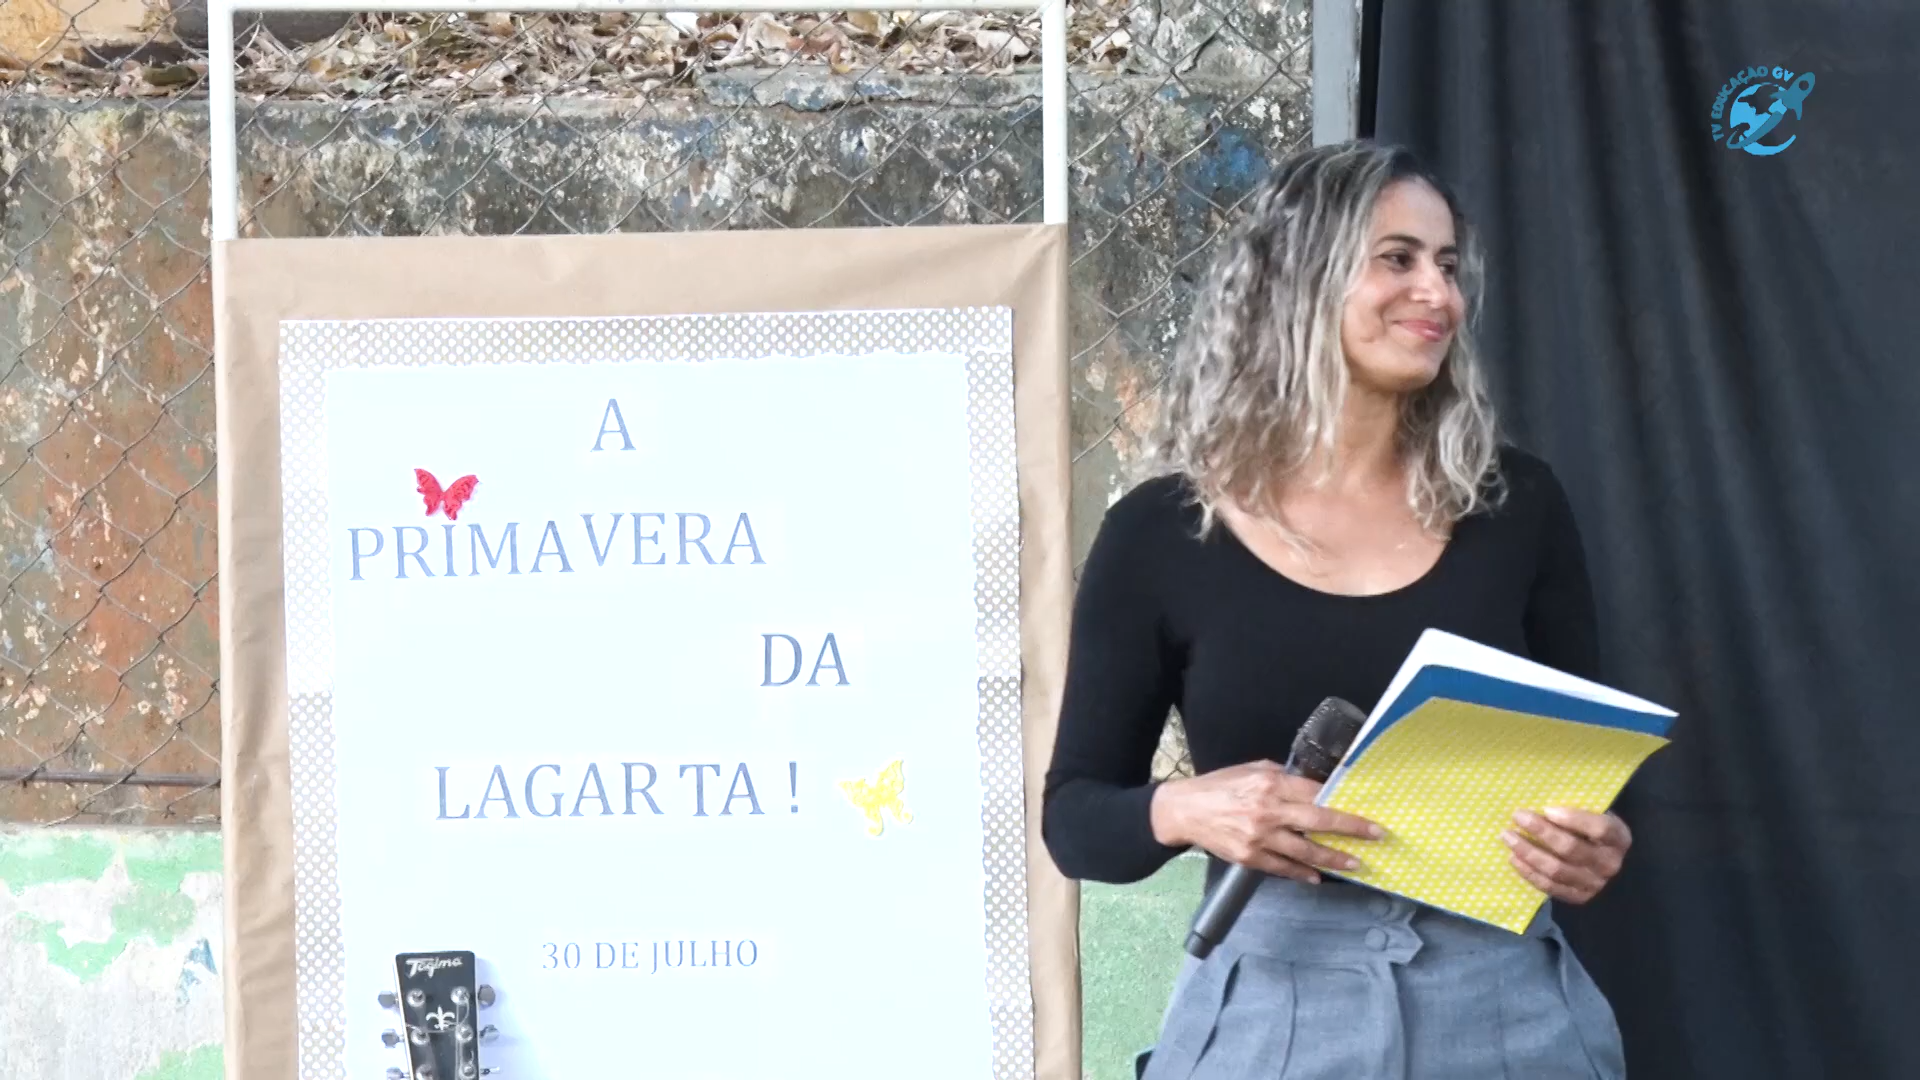 TV EDUCAÇÃO GV
A
PRIMAVERA
DA
LAGARTA!
30 DE JULHO
Tagima